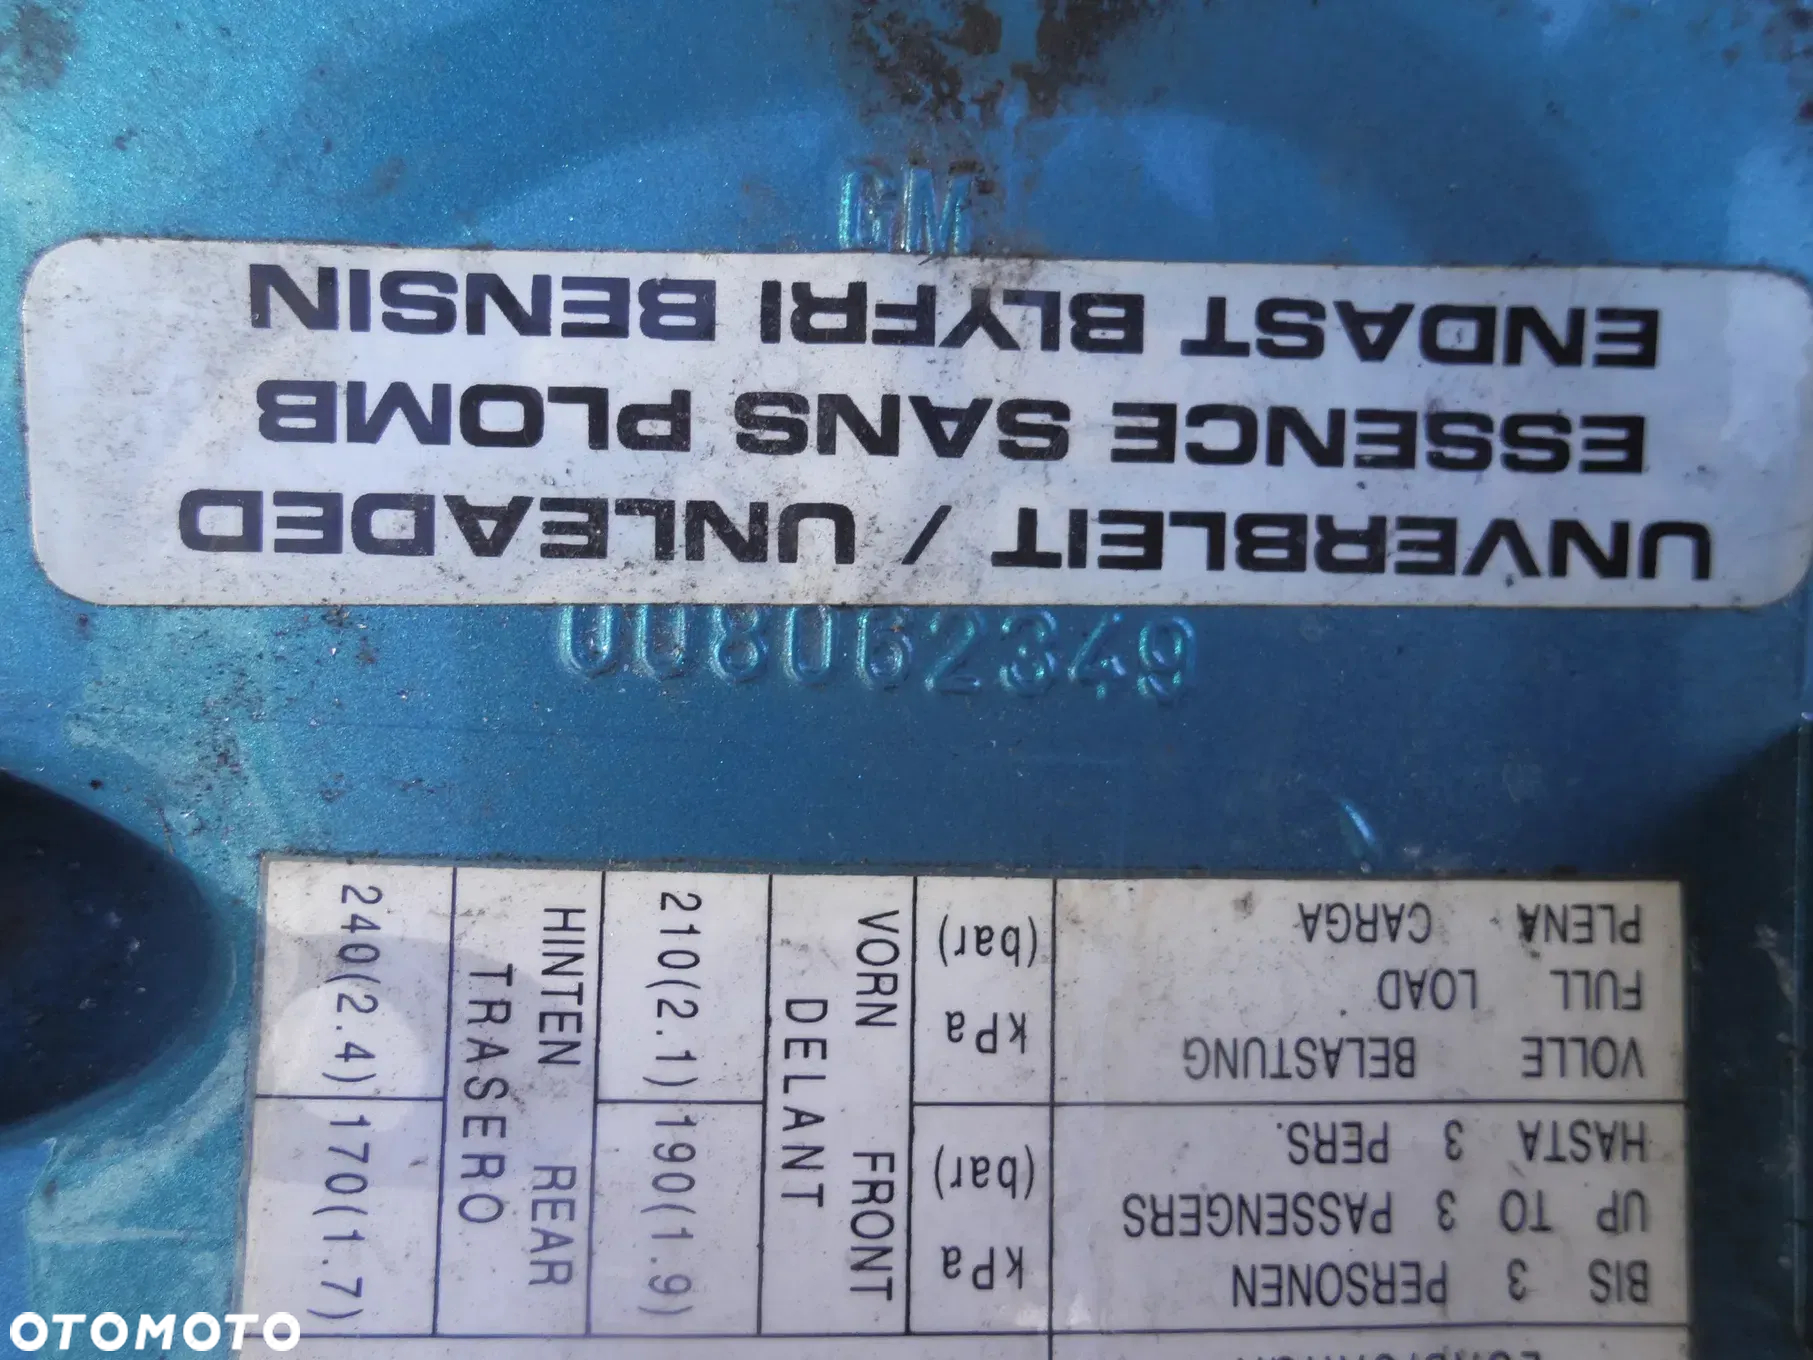 GM
UNVERBLEIT / UNLEADED
ESSENCE SANS PLOMB
ENDAST BLYFRI BENSIN
008062349
BIS 3 PERSONEN
UP TO 3 PASSENGERS
HASTA 3 PERS.
kPa
(bar)
VOLLE BELASTUNG
FULL LOAD
PLENA CARGA
kPa
(bar)
VORN FRONT
DELANT
210(2.1)
190(1.9)
HINTEN REAR
TRASERO
240(2.4)
170(1.7)
OTOMOTO